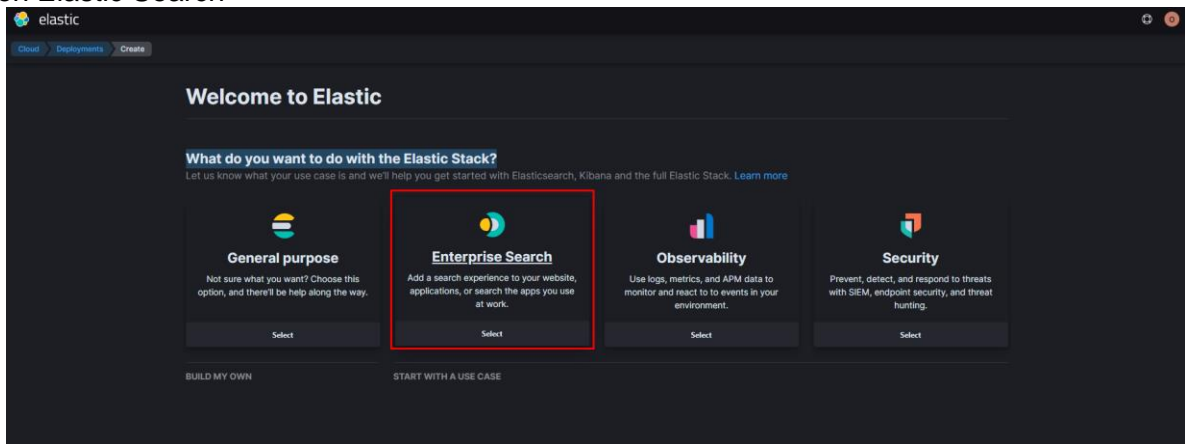 on Elastic Search
elastic
Cloud Deployments Create
Welcome to Elastic
What do you want to do with the Elastic Stack?
Let us know what your use case is and we'll help you get started with Elasticsearch, Kibana and the full Elastic Stack. Learn more
General purpose
Not sure what you want? Choose this
option, and there'll be help along the way.
Select
Enterprise Search
Add a search experience to your website,
applications, or search the apps you use
at work.
Select
Observability
Use logs, metrics, and APM data to
monitor and react to to events in your
environment.
Select
Security
Prevent, detect, and respond to threats
with SIEM, endpoint security, and threat
hunting.
Select
BUILD MY OWN
START WITH A USE CASE